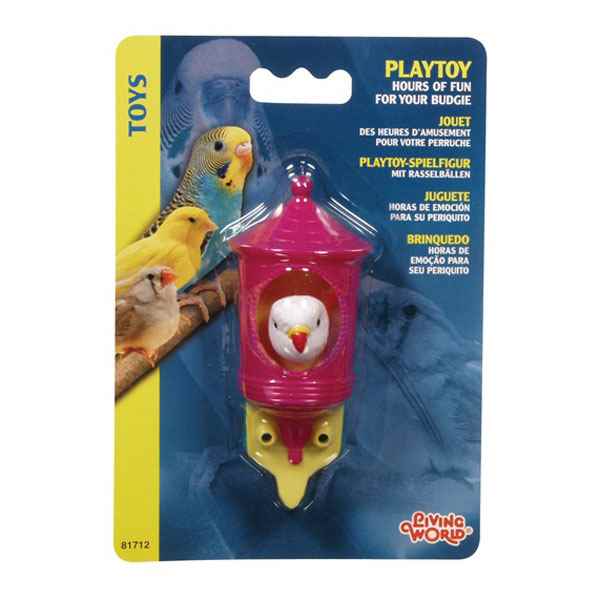 TOYS
PLAYTOY
HOURS OF FUN
FOR YOUR BUDGIE
JOUET
DES HEURES D'AMUSEMENT
POUR VOTRE PERRUCHE
PLAYTOY-SPIELFIGUR
MIT RASSELBÄLLEN
JUGUETE
HORAS DE EMOCIÓN
PARA SU PERIQUITO
BRINQUEDO
HORAS DE
EMOÇÃO PARA
SEU PERIQUITO
81712
LIVING
WORLD®